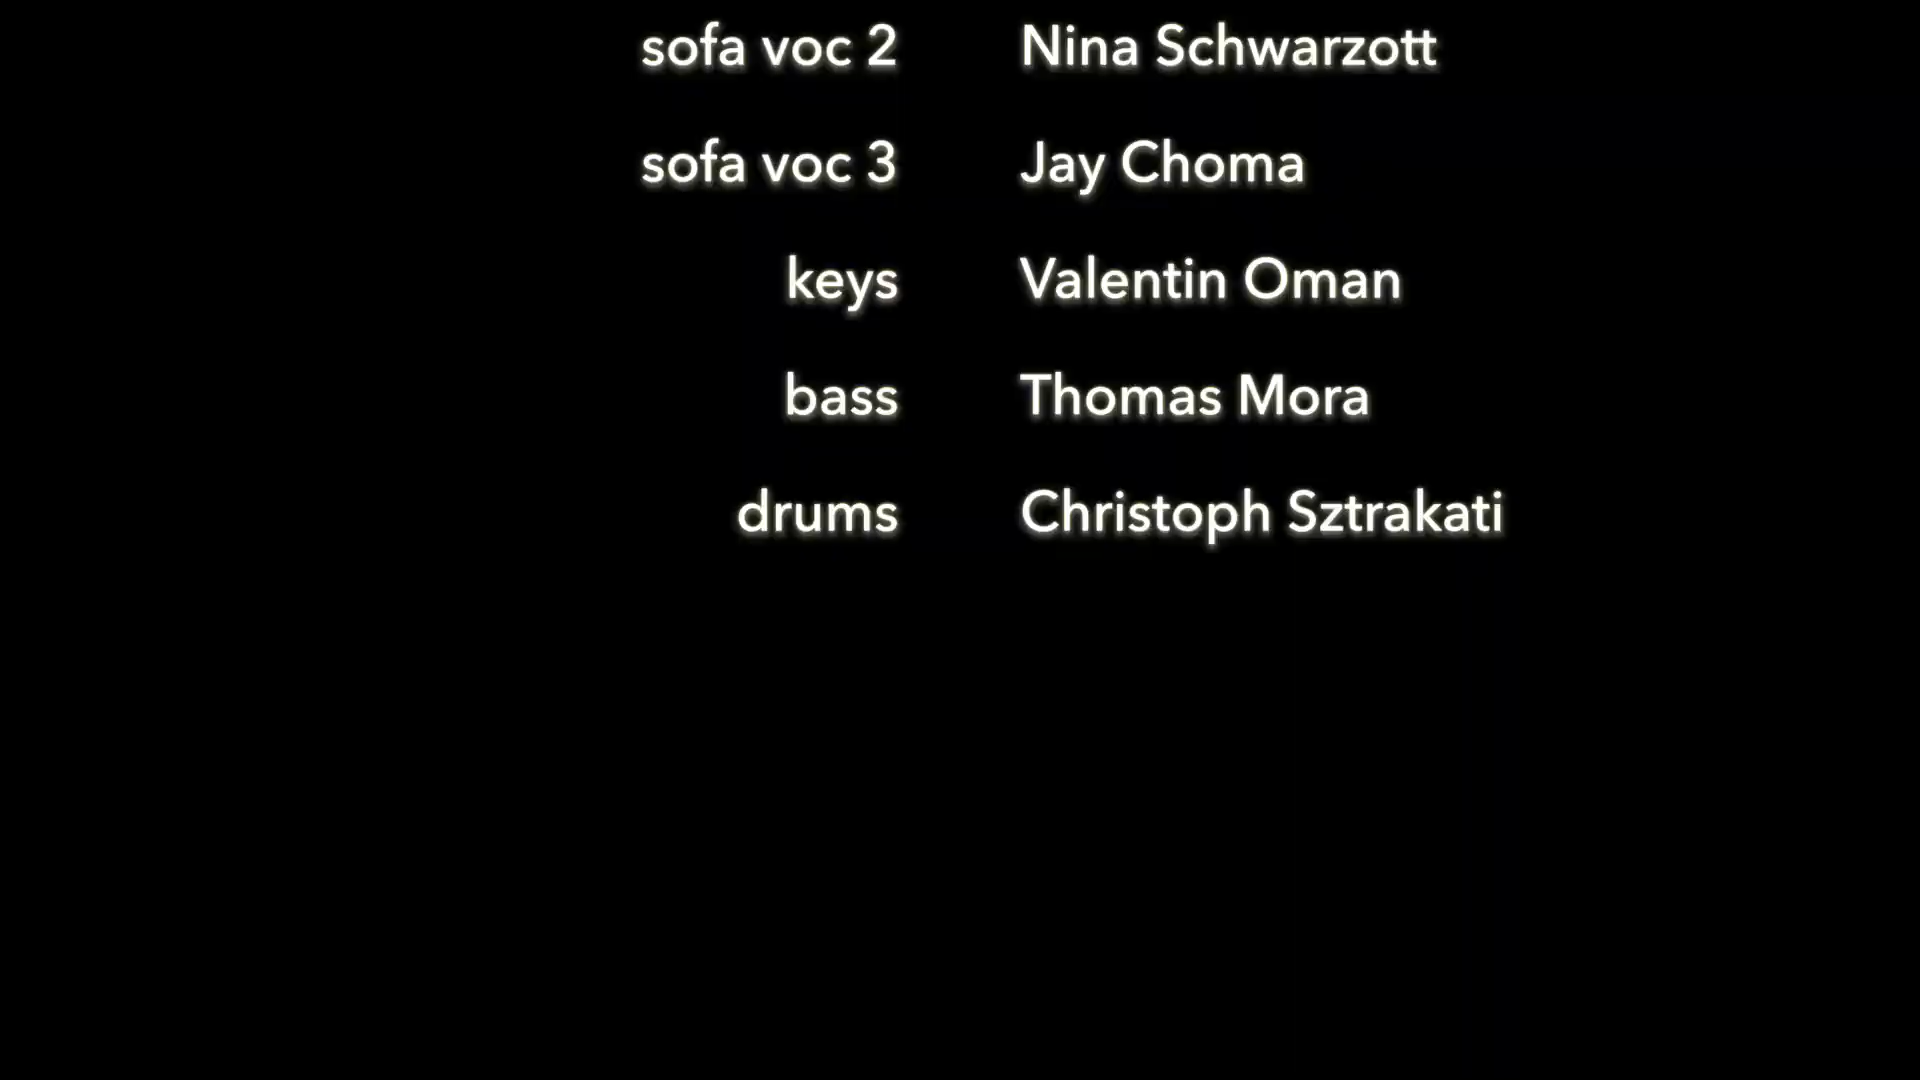 sofa voc 2 Nina Schwarzott
sofa voc 3 Jay Choma
keys Valentin Oman
bass Thomas Mora
drums Christoph Sztrakati